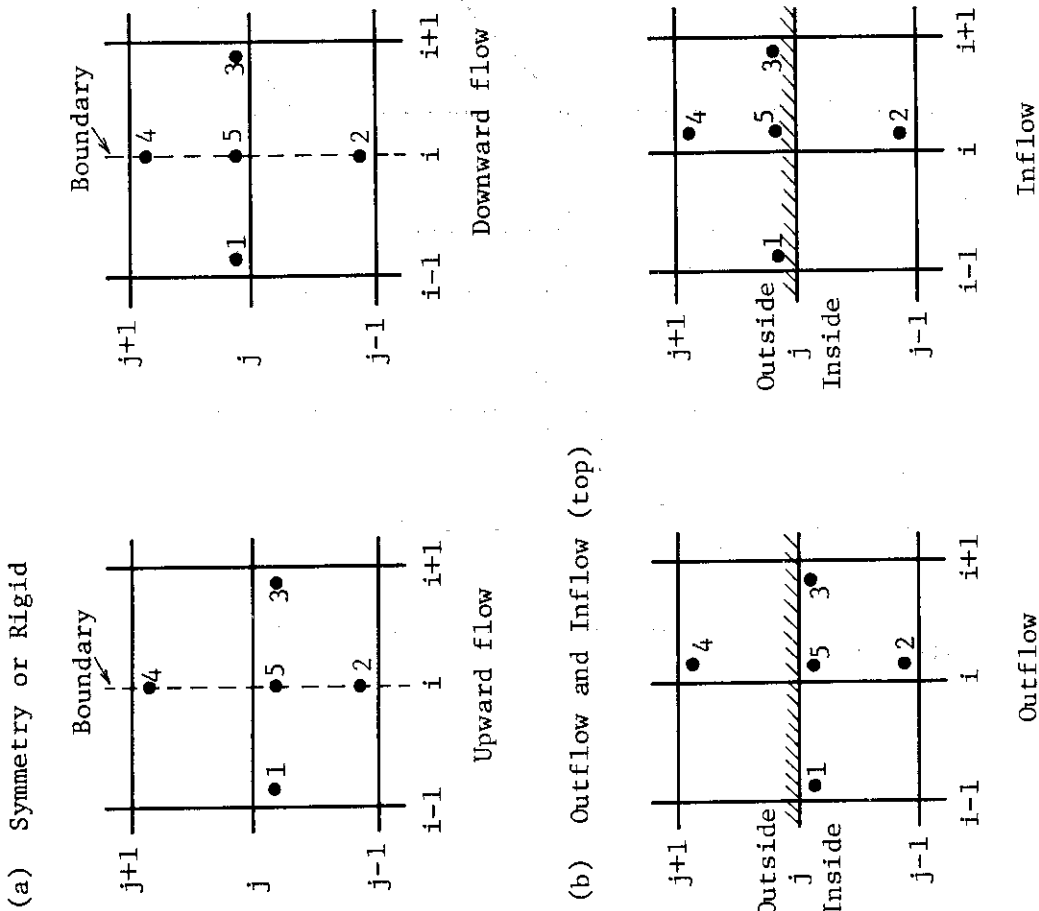 (a) Symmetry or Rigid
Boundary
j+1
4
j
1
5
3
j-1
2
i-1
i
i+1
Upward flow
Boundary
j+1
4
j
1
5
3
j-1
2
i-1
i
i+1
Downward flow
(b) Outflow and Inflow (top)
j+1
4
Outside
j
Inside
1
5
3
j-1
2
i-1
i
i+1
Outflow
j+1
4
Outside
j
Inside
1
5
3
j-1
2
i-1
i
i+1
Inflow